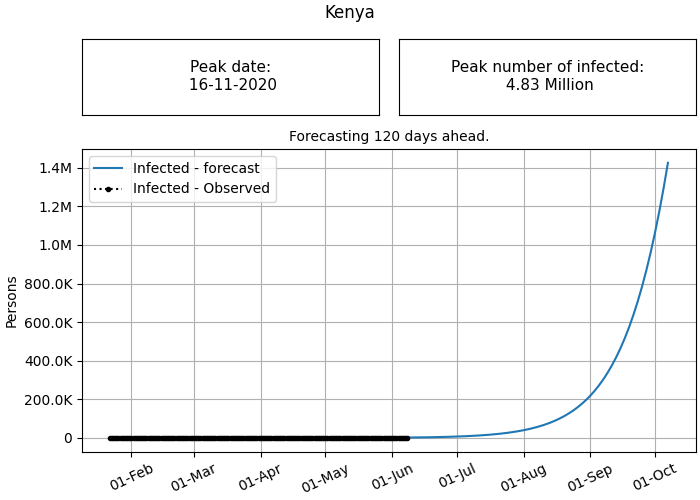 Kenya
Peak date:
16-11-2020
Peak number of infected:
4.83 Million
Forecasting 120 days ahead.
Infected - forecast
Infected - Observed
Persons
1.4M
1.2M
1.0M
800.0K
600.0K
400.0K
200.0K
0
01-Feb
01-Mar
01-Apr
01-May
01-Jun
01-Jul
01-Aug
01-Sep
01-Oct